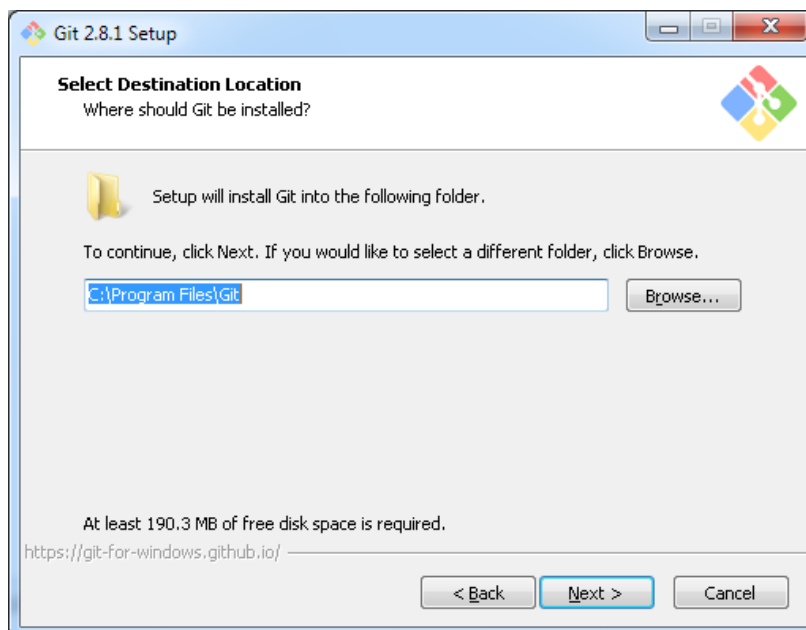 Git 2.8.1 Setup
Select Destination Location
Where should Git be installed?
Setup will install Git into the following folder.
To continue, click Next. If you would like to select a different folder, click Browse.
C:\Program Files\Git
Browse...
At least 190.3 MB of free disk space is required.
https://git-for-windows.github.io/
< Back Next > Cancel